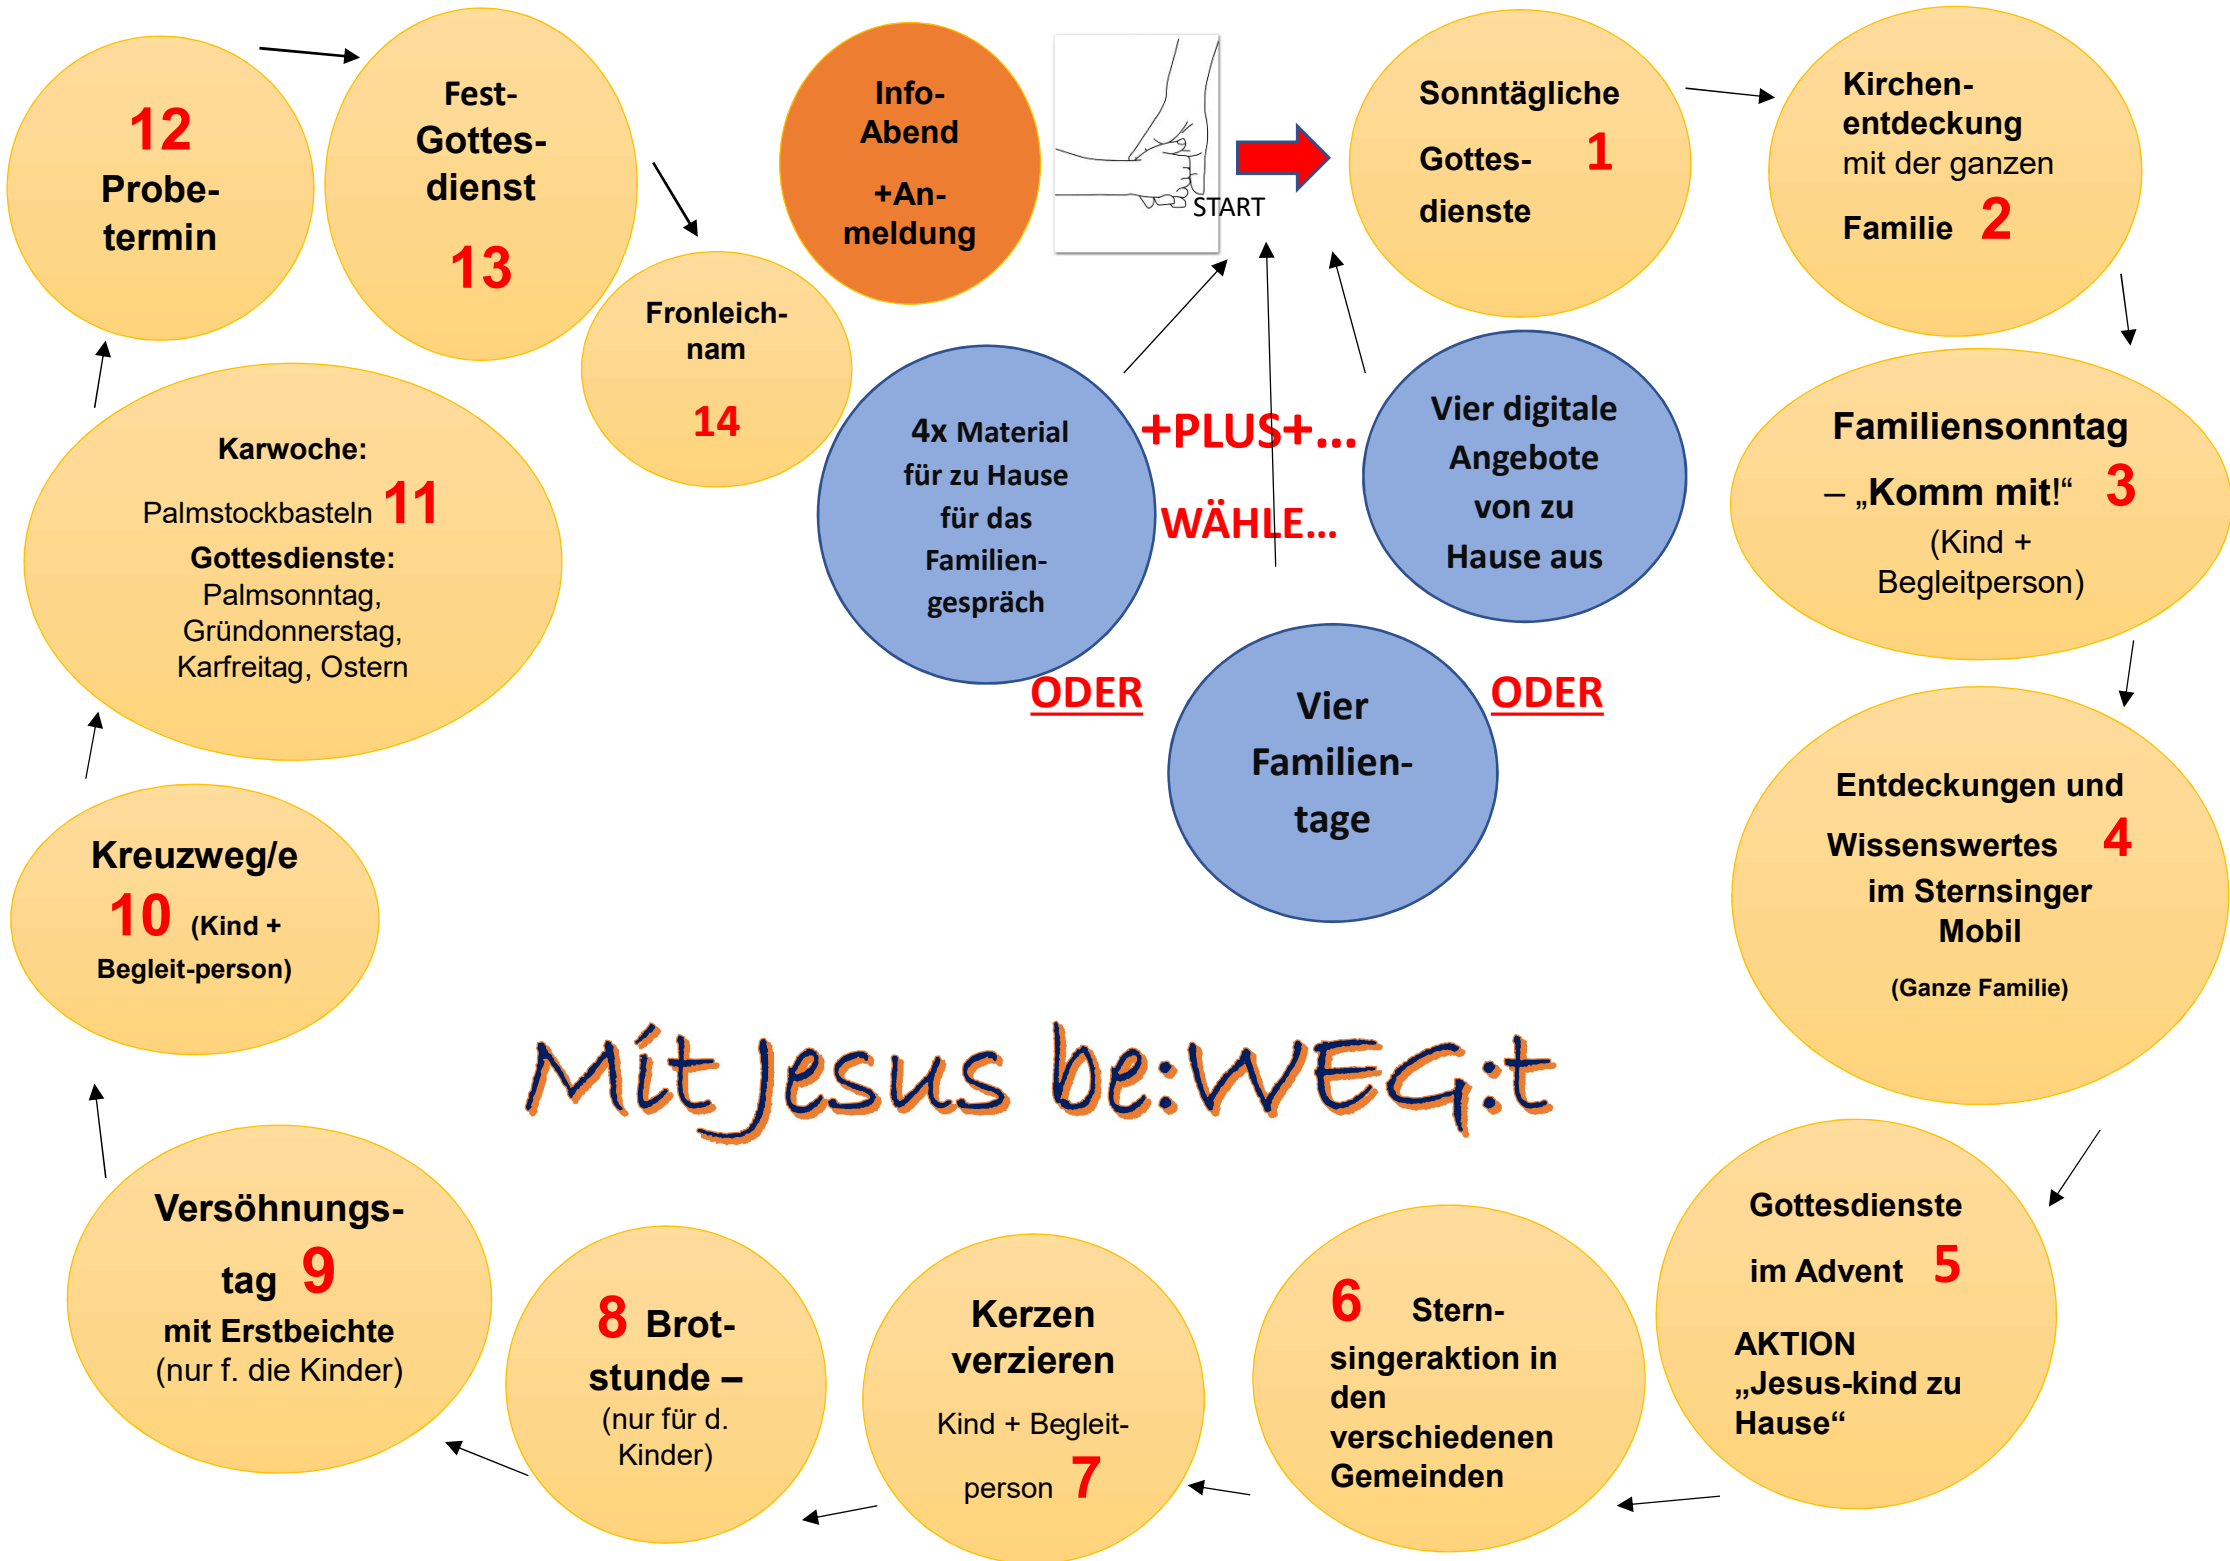 Info-
Abend
+An-
meldung
START
Sonntägliche
Gottes- 1
dienste
Kirchen-
entdeckung
mit der ganzen
Familie 2
Familiensonntag
– „Komm mit!“ 3
(Kind +
Begleitperson)
Entdeckungen und
Wissenswertes 4
im Sternsinger
Mobil
(Ganze Familie)
Gottesdienste
im Advent 5
AKTION
„Jesus-kind zu
Hause“
6 Stern-
singeraktion in
den
verschiedenen
Gemeinden
Kerzen
verzieren
Kind + Begleit-
person 7
8 Brot-
stunde –
(nur für d.
Kinder)
Versöhnungs-
tag 9
mit Erstbeichte
(nur f. die Kinder)
Kreuzweg/e
10 (Kind +
Begleit-person)
Karwoche:
Palmstockbasteln 11
Gottesdienste:
Palmsonntag,
Gründonnerstag,
Karfreitag, Ostern
12
Probe-
termin
Fest-
Gottes-
dienst
13
Fronleich-
nam
14
4x Material
für zu Hause
für das
Familien-
gespräch
+PLUS+...
WÄHLE...
Vier digitale
Angebote
von zu
Hause aus
ODER
Vier
Familien-
tage
ODER
Mit Jesus be:WEG:t